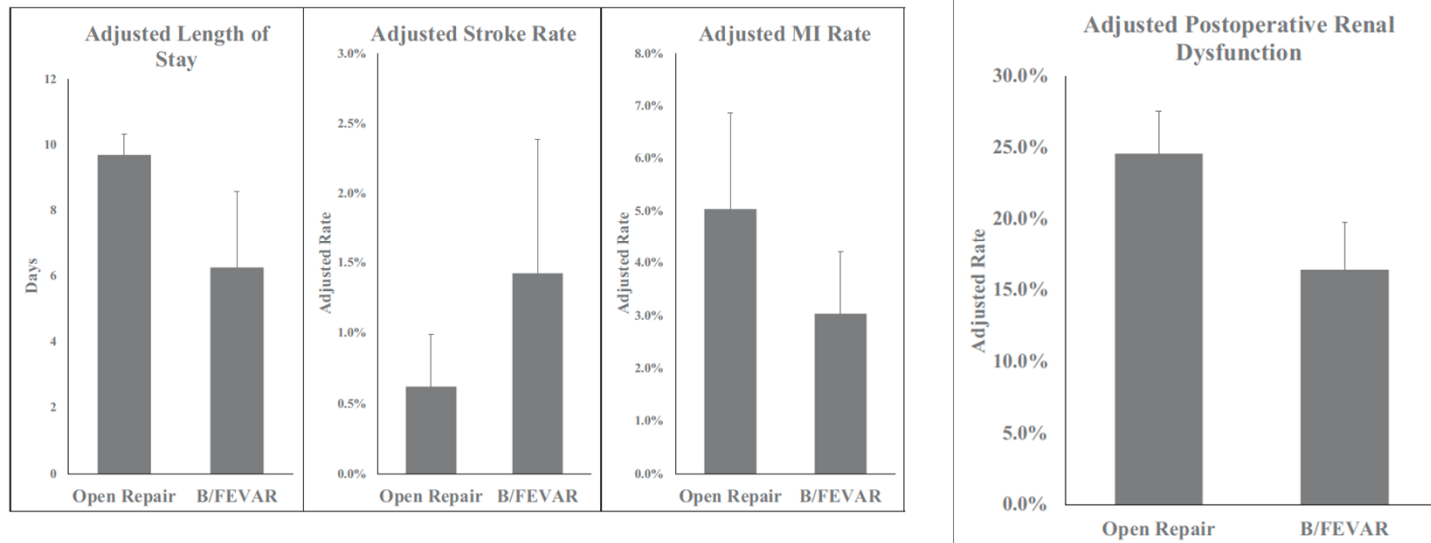 Adjusted Length of
Stay
12
10
8
6
4
2
0
Days
Open Repair B/FEVAR
Adjusted Stroke Rate
3.0%
2.5%
2.0%
1.5%
1.0%
0.5%
0.0%
Adjusted Rate
Open Repair B/FEVAR
Adjusted MI Rate
8.0%
7.0%
6.0%
5.0%
4.0%
3.0%
2.0%
1.0%
0.0%
Adjusted Rate
Open Repair B/FEVAR
Adjusted Postoperative Renal
Dysfunction
30.0%
25.0%
20.0%
15.0%
10.0%
5.0%
0.0%
Adjusted Rate
Open Repair B/FEVAR